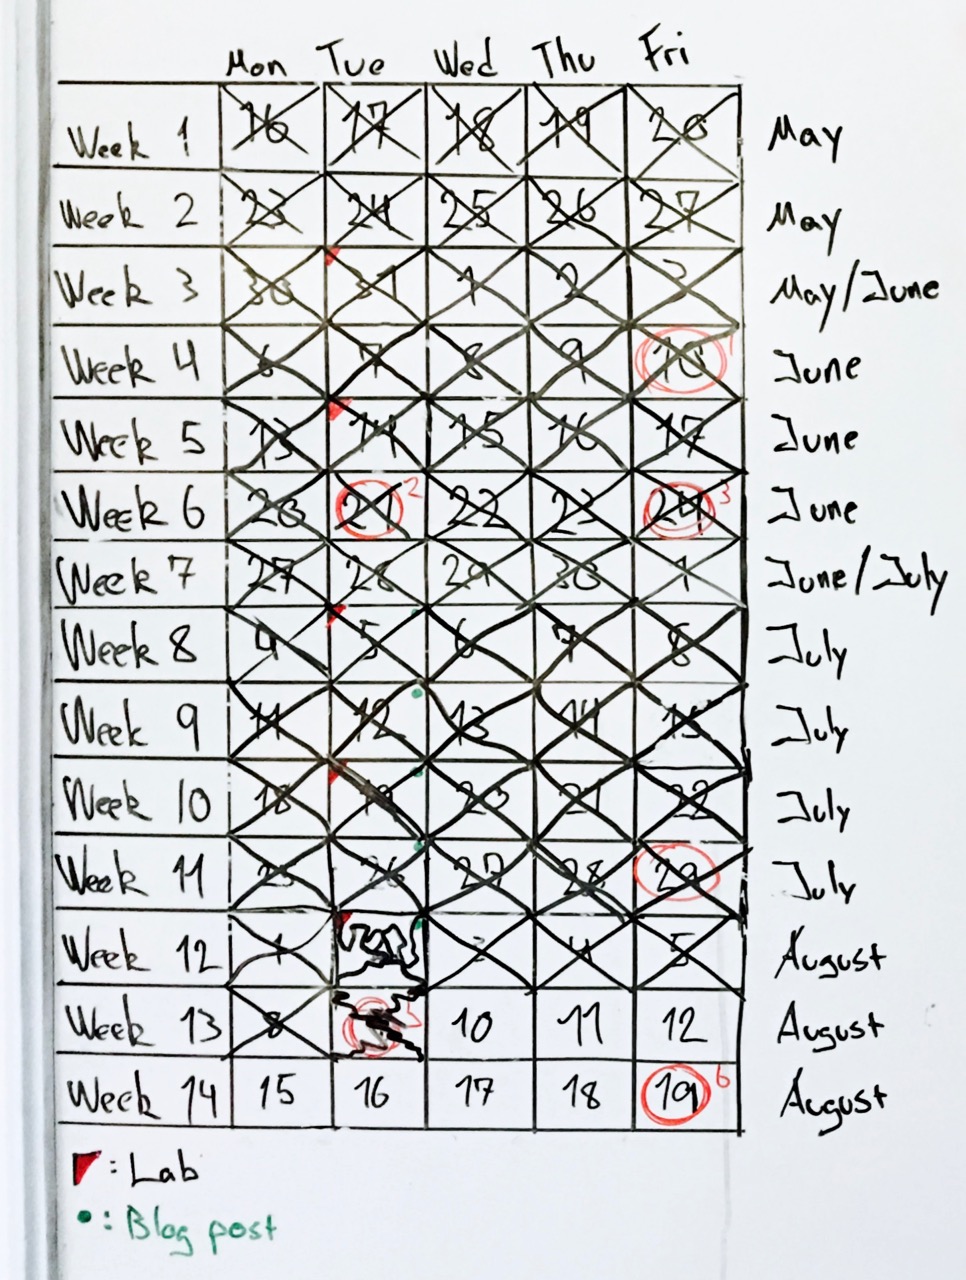 Mon Tue Wed Thu Fri
Week 1 16 17 18 19 20 May
Week 2 23 24 25 26 27 May
Week 3 30 31 1 2 3 May/June
Week 4 6 7 8 9 10 June
Week 5 13 14 15 16 17 June
Week 6 20 21 2 22 23 24 3 June
Week 7 27 28 29 30 1 June/July
Week 8 4 5 6 7 8 July
Week 9 11 12 13 14 15 July
Week 10 18 19 20 21 22 July
Week 11 25 26 27 28 29 July
Week 12 1 3 4 5 August
Week 13 8 10 11 12 August
Week 14 15 16 17 18 19 6 August
: Lab
: Blog post